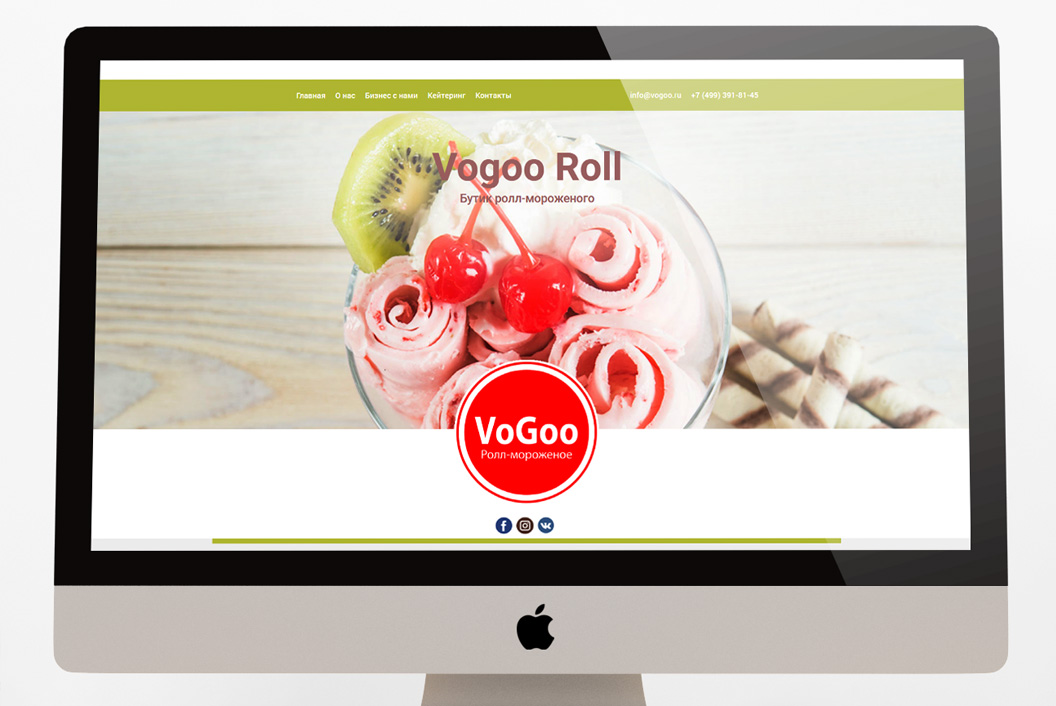 Главная О нас Бизнес с нами Кейтеринг Контакты info@vogoo.ru +7 (499) 391-81-45
Vogoo Roll
Бутик ролл-мороженого
VoGoo
Ролл-мороженое